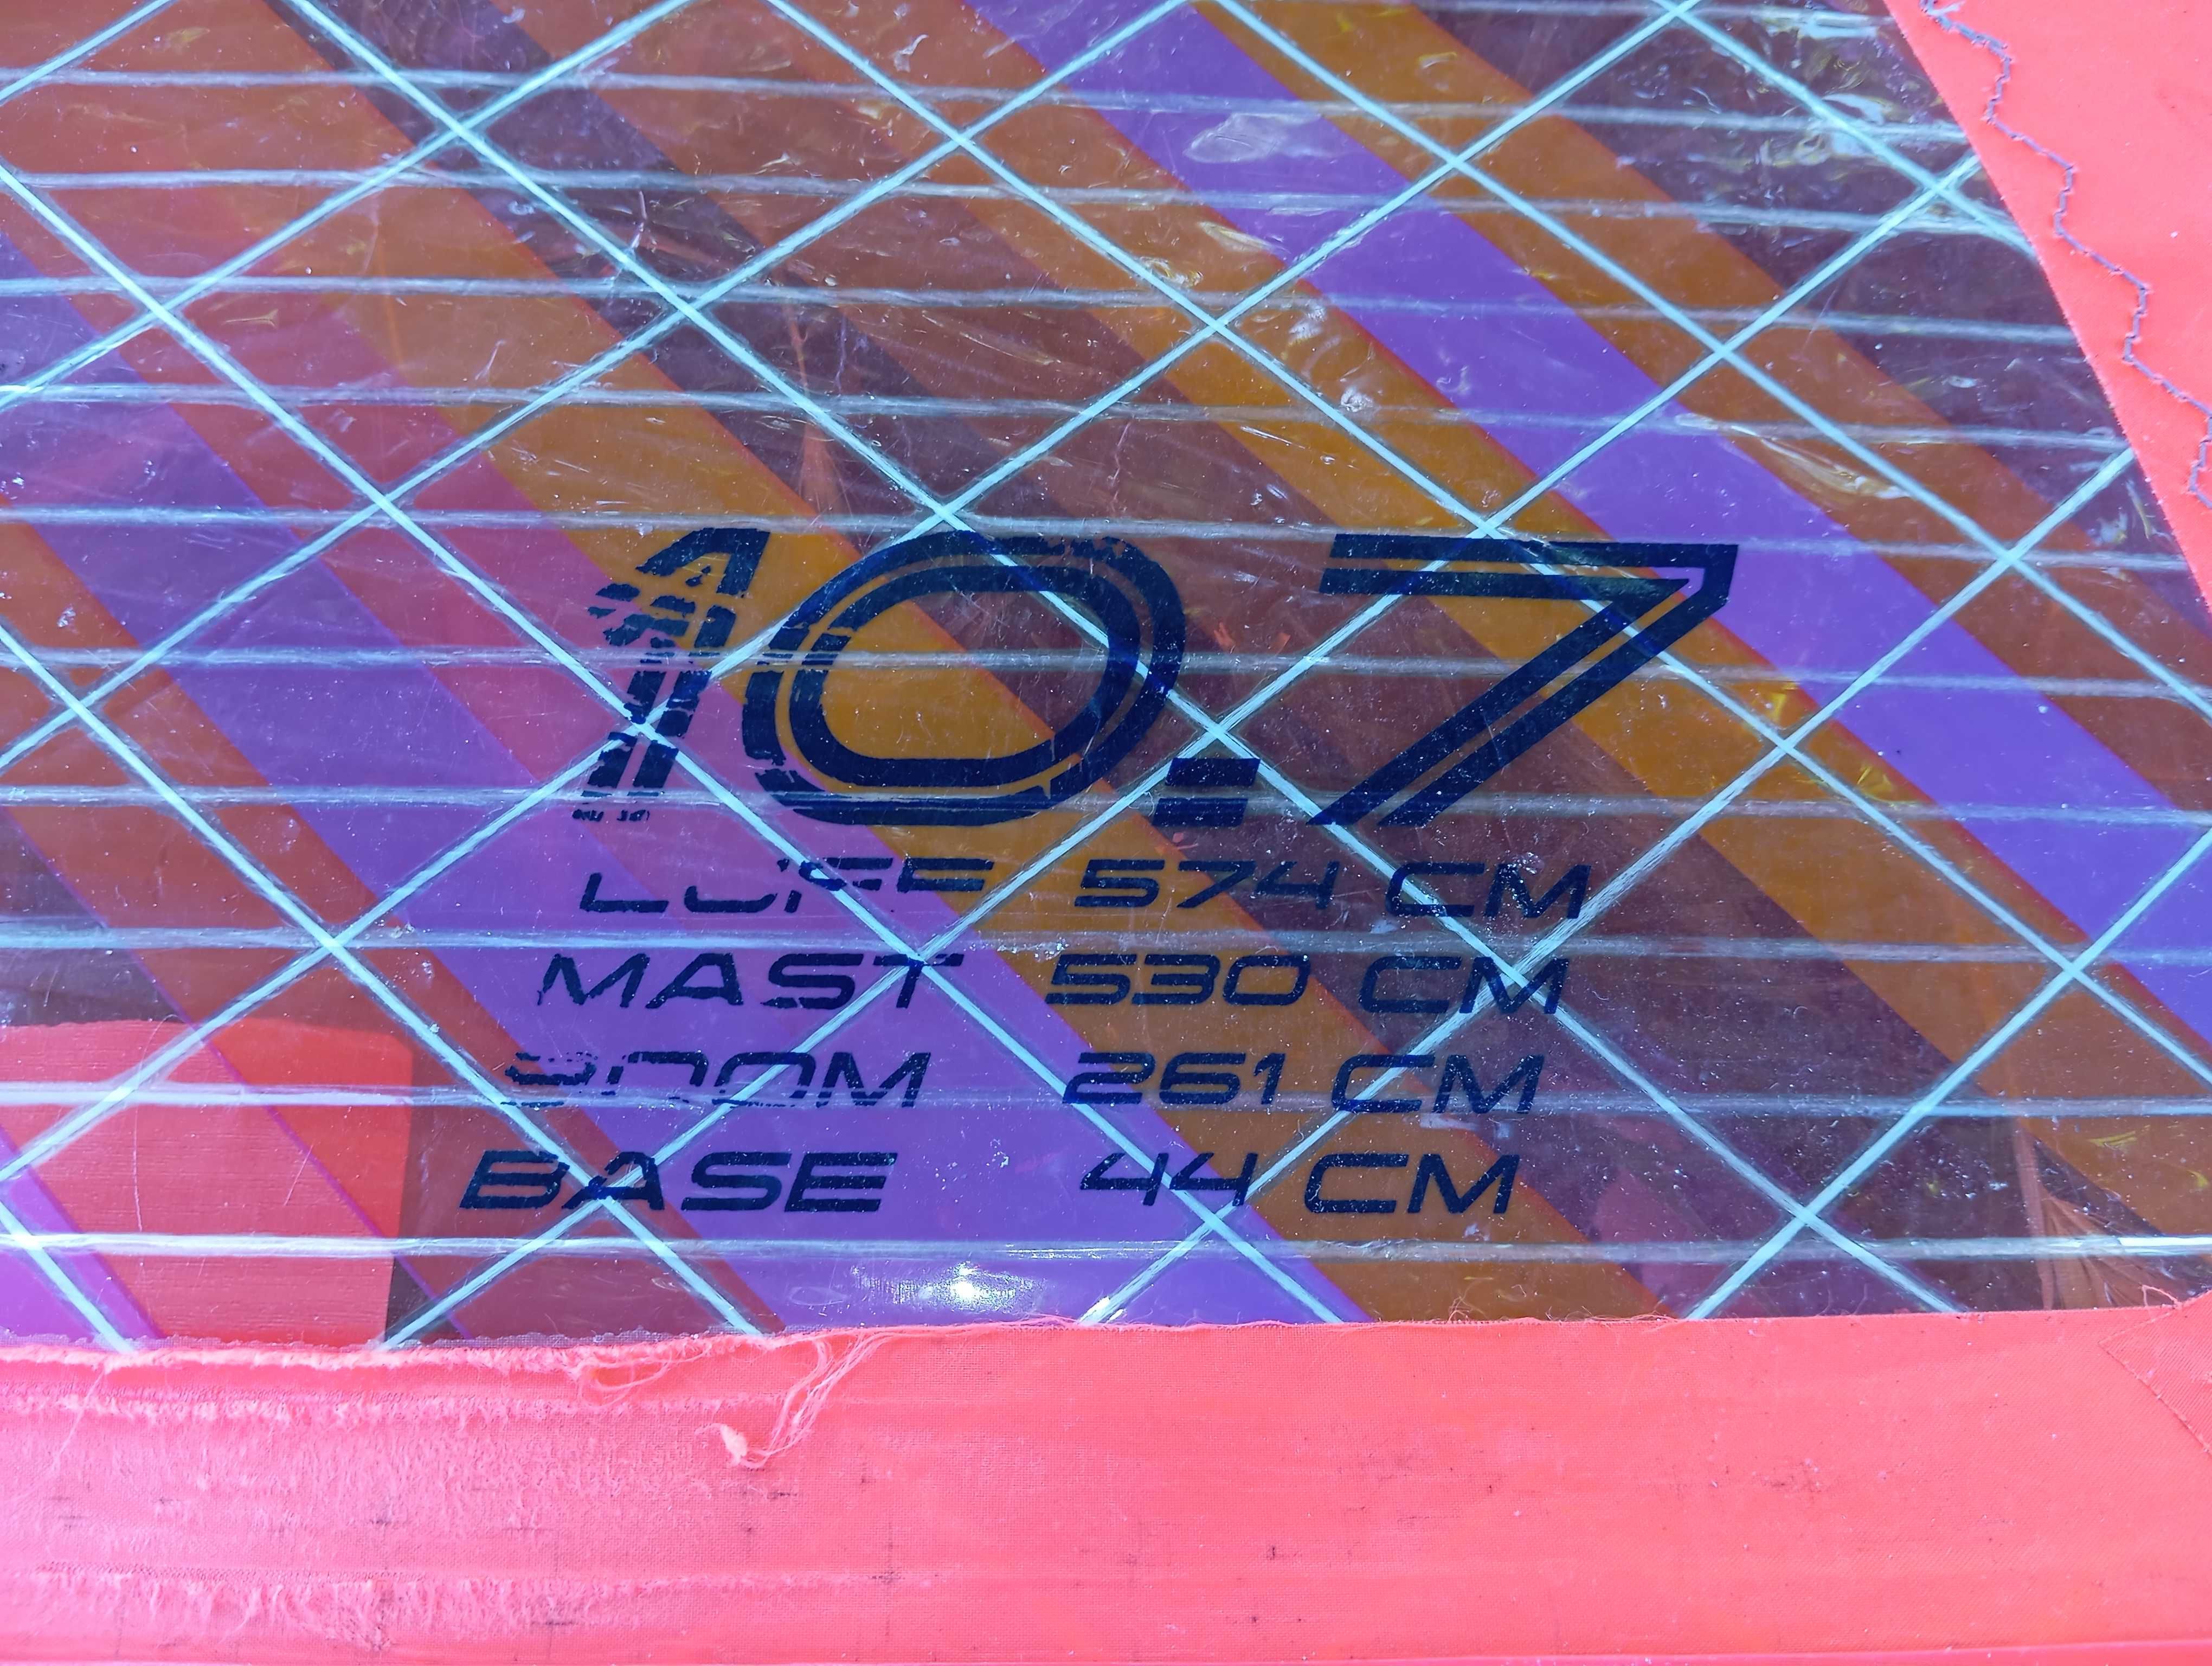 10.7
LUFF 574 CM
MAST 530 CM
BOOM 261 CM
BASE 44 CM